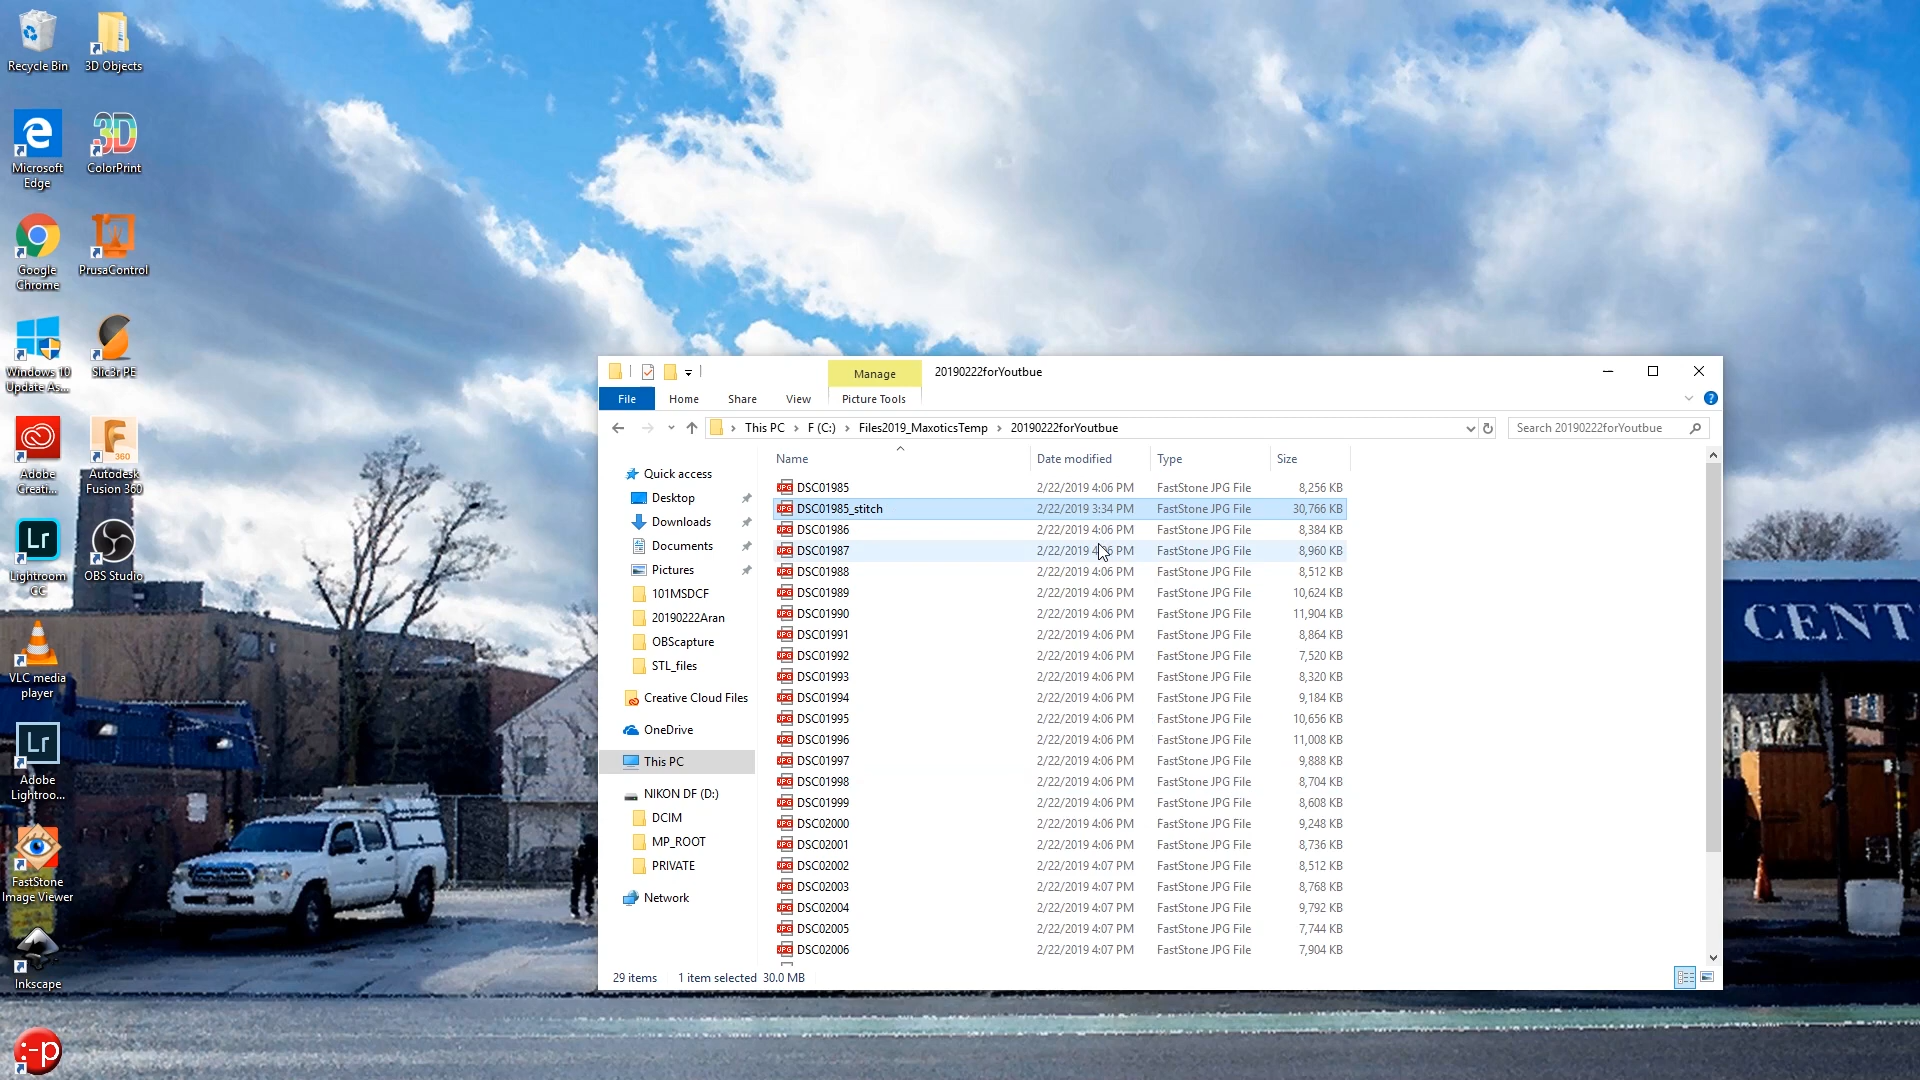 Recycle Bin
3D Objects
Microsoft
Edge
ColorPrint
Google
Chrome
PrusaControl
Windows 10
Update As...
Slic3r PE
Adobe
Creati...
Autodesk
Fusion 360
Lightroom
CC
OBS Studio
VLC media
player
Adobe
Lightroo...
FastStone
Image Viewer
Inkscape
:-p
CENT
Manage
20190222forYoutbue
File
Home
Share
View
Picture Tools
This PC
F (C:)
Files2019_MaxoticsTemp
20190222forYoutbue
Search 20190222forYoutbue
Quick access
Desktop
Downloads
Documents
Pictures
101MSDCF
20190222Aran
OBScapture
STL_files
Creative Cloud Files
OneDrive
This PC
NIKON DF (D:)
DCIM
MP_ROOT
PRIVATE
Network
Name Date modified Type Size
DSC01985 2/22/2019 4:06 PM FastStone JPG File 8,256 KB
DSC01985_stitch 2/22/2019 3:34 PM FastStone JPG File 30,766 KB
DSC01986 2/22/2019 4:06 PM FastStone JPG File 8,384 KB
DSC01987 2/22/2019 4:06 PM FastStone JPG File 8,960 KB
DSC01988 2/22/2019 4:06 PM FastStone JPG File 8,512 KB
DSC01989 2/22/2019 4:06 PM FastStone JPG File 10,624 KB
DSC01990 2/22/2019 4:06 PM FastStone JPG File 11,904 KB
DSC01991 2/22/2019 4:06 PM FastStone JPG File 8,864 KB
DSC01992 2/22/2019 4:06 PM FastStone JPG File 7,520 KB
DSC01993 2/22/2019 4:06 PM FastStone JPG File 8,320 KB
DSC01994 2/22/2019 4:06 PM FastStone JPG File 9,184 KB
DSC01995 2/22/2019 4:06 PM FastStone JPG File 10,656 KB
DSC01996 2/22/2019 4:06 PM FastStone JPG File 11,008 KB
DSC01997 2/22/2019 4:06 PM FastStone JPG File 9,888 KB
DSC01998 2/22/2019 4:06 PM FastStone JPG File 8,704 KB
DSC01999 2/22/2019 4:06 PM FastStone JPG File 8,608 KB
DSC02000 2/22/2019 4:06 PM FastStone JPG File 9,248 KB
DSC02001 2/22/2019 4:06 PM FastStone JPG File 8,736 KB
DSC02002 2/22/2019 4:07 PM FastStone JPG File 8,512 KB
DSC02003 2/22/2019 4:07 PM FastStone JPG File 8,768 KB
DSC02004 2/22/2019 4:07 PM FastStone JPG File 9,792 KB
DSC02005 2/22/2019 4:07 PM FastStone JPG File 7,744 KB
DSC02006 2/22/2019 4:07 PM FastStone JPG File 7,904 KB
29 items 1 item selected 30.0 MB